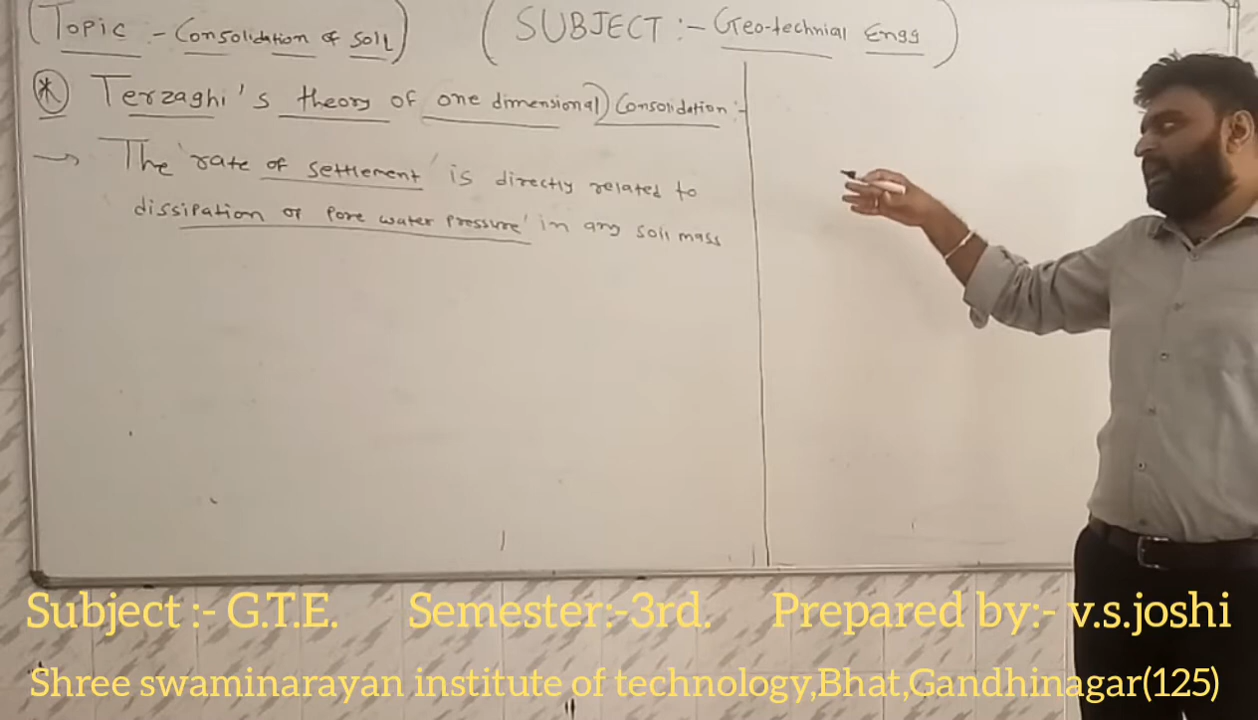 (Topic - Consolidation of Soil) (SUBJECT :- Geo-technial Engg)
* Terzaghi's theory of one dimensional) Consolidation :-
→ The 'rate of settlement' is directly related to
'dissipation of Pore water Pressure' in any soil mass
Subject :- G.T.E. Semester:-3rd. Prepared by:- v.s.joshi
Shree swaminarayan institute of technology,Bhat,Gandhinagar(125)